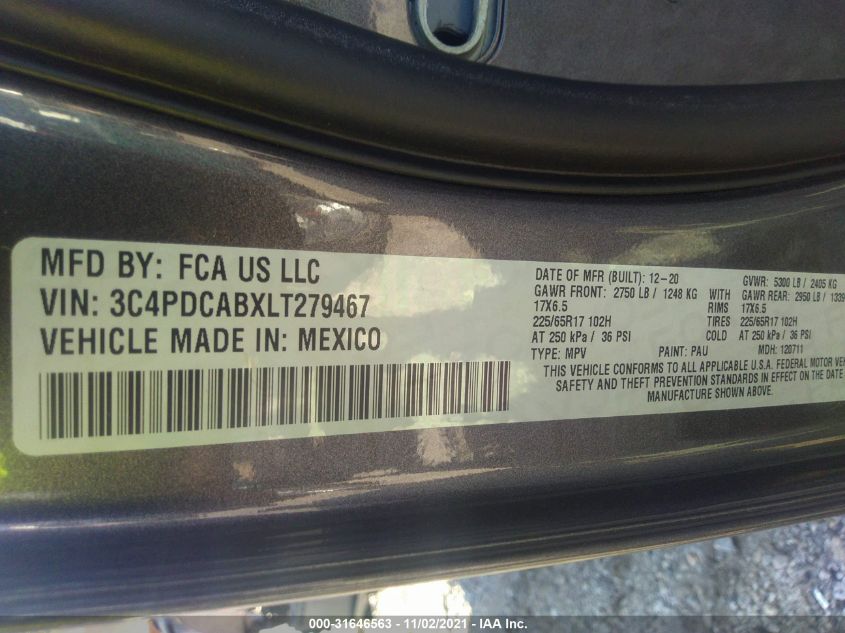 MFD BY: FCA US LLC
VIN: 3C4PDCABXLT279467
VEHICLE MADE IN: MEXICO
DATE OF MFR (BUILT): 12-20 GVWR: 5300 LB / 2405 KG
GAWR FRONT: 2750 LB / 1248 KG WITH GAWR REAR: 2950 LB / 1339
17X6.5 RIMS 17X6.5
225/65R17 102H TIRES 225/65R17 102H
AT 250 kPa / 36 PSI COLD AT 250 kPa / 36 PSI
TYPE: MPV PAINT: PAU MDH: 120711
THIS VEHICLE CONFORMS TO ALL APPLICABLE U.S.A. FEDERAL MOTOR VEH
SAFETY AND THEFT PREVENTION STANDARDS IN EFFECT ON THE DATE
MANUFACTURE SHOWN ABOVE.
000-31646563 - 11/02/2021 - IAA Inc.